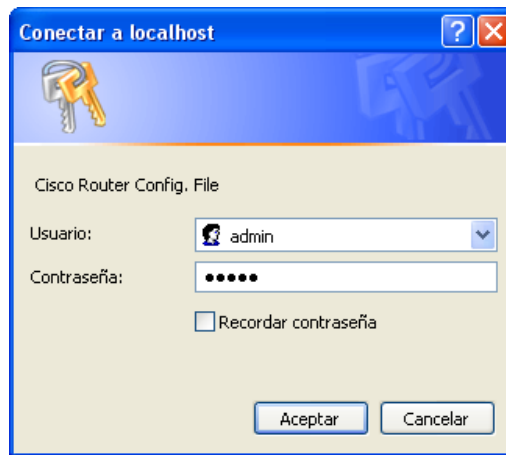 Conectar a localhost
Cisco Router Config. File
Usuario:
admin
Contraseña:
•••••
Recordar contraseña
Aceptar
Cancelar